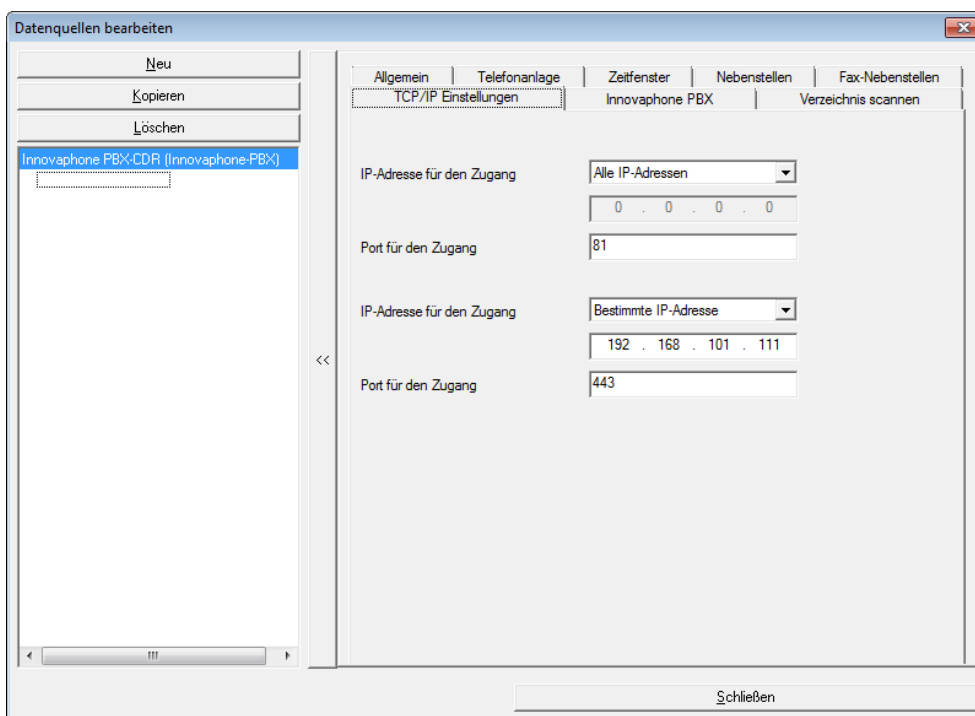 Datenquellen bearbeiten
Neu
Kopieren
Löschen
Innovaphone PBX-CDR (Innovaphone-PBX)
<<
Allgemein
Telefonanlage
Zeitfenster
Nebenstellen
Fax-Nebenstellen
TCP/IP Einstellungen
Innovaphone PBX
Verzeichnis scannen
IP-Adresse für den Zugang
Alle IP-Adressen
0 . 0 . 0 . 0
Port für den Zugang
81
IP-Adresse für den Zugang
Bestimmte IP-Adresse
192 . 168 . 101 . 111
Port für den Zugang
443
Schließen